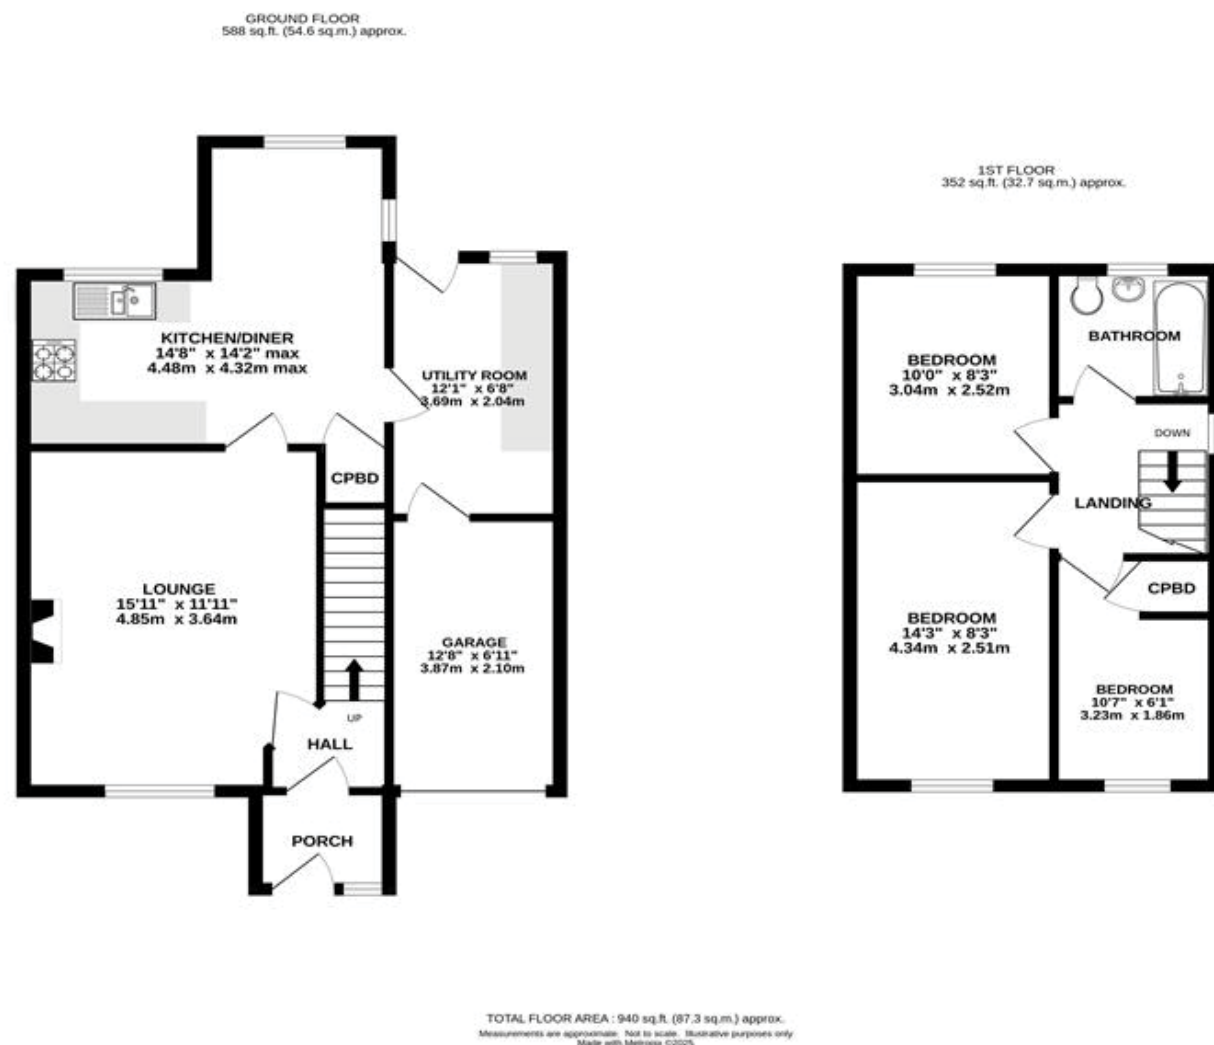 GROUND FLOOR
588 sq.ft. (54.6 sq.m.) approx.
KITCHEN/DINER
14'8" x 14'2" max
4.48m x 4.32m max
UTILITY ROOM
12'1" x 6'8"
3.69m x 2.04m
CPBD
LOUNGE
15'11" x 11'11"
4.85m x 3.64m
GARAGE
12'8" x 6'11"
3.87m x 2.10m
UP
HALL
PORCH
1ST FLOOR
352 sq.ft. (32.7 sq.m.) approx.
BATHROOM
BEDROOM
10'0" x 8'3"
3.04m x 2.52m
DOWN
LANDING
CPBD
BEDROOM
14'3" x 8'3"
4.34m x 2.51m
BEDROOM
10'7" x 6'1"
3.23m x 1.86m
TOTAL FLOOR AREA : 940 sq.ft. (87.3 sq.m.) approx.
Measurements are approximate. Not to scale. Illustrative purposes only
Made with Metropix ©2025